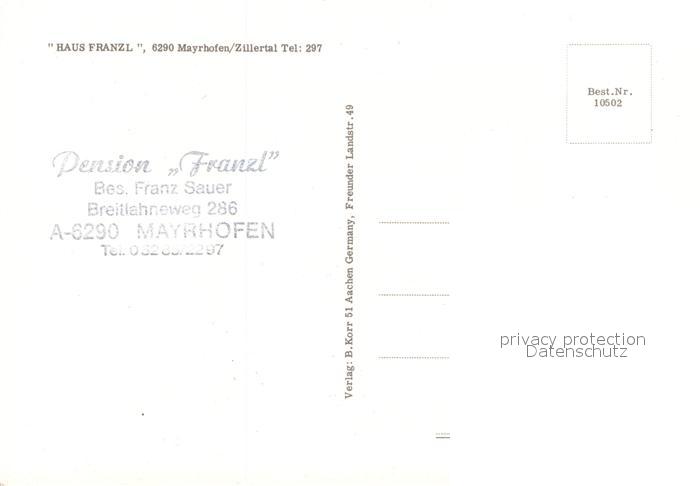 " HAUS FRANZL ", 6290 Mayrhofen/Zillertal Tel: 297
Best.Nr.
10502
Pension „Franzl”
Bes. Franz Sauer
Breitlahneweg 286
A-6290 MAYRHOFEN
Tel.
Verlag: B.Korr 51 Aachen Germany, Freunder Landstr. 49
privacy protection
Datenschutz